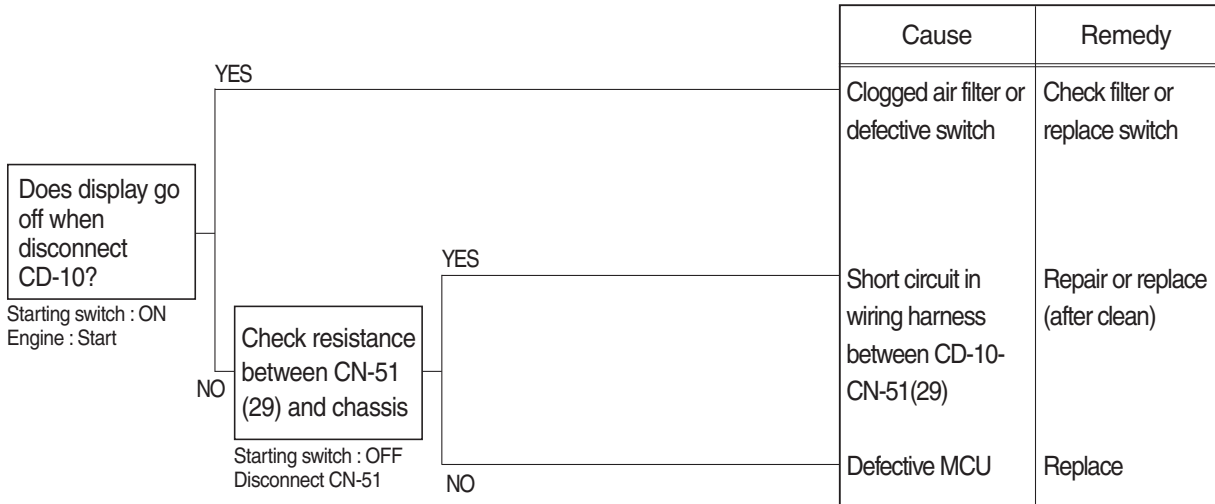 Cause
Remedy
YES
Clogged air filter or
defective switch
Check filter or
replace switch
Does display go
off when
disconnect
CD-10?
Starting switch : ON
Engine : Start
YES
Short circuit in
wiring harness
between CD-10-
CN-51(29)
Repair or replace
(after clean)
NO
Check resistance
between CN-51
(29) and chassis
Starting switch : OFF
Disconnect CN-51
NO
Defective MCU
Replace